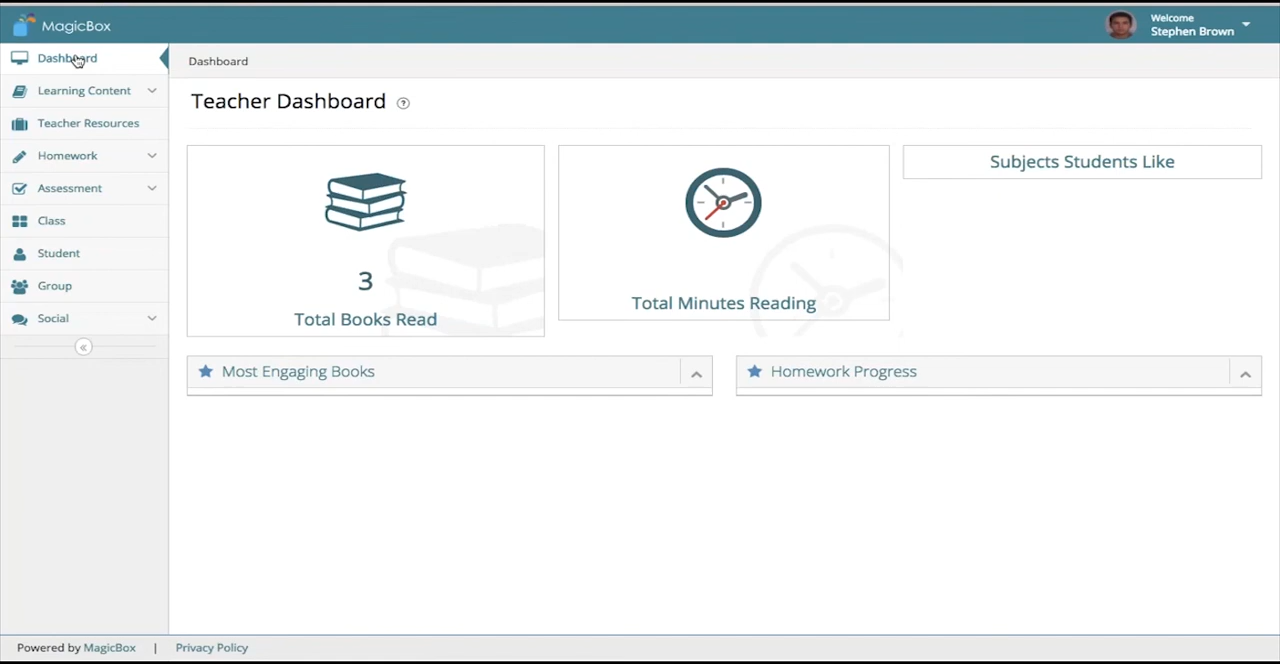 MagicBox
Welcome
Stephen Brown
Dashboard
Learning Content
Teacher Resources
Homework
Assessment
Class
Student
Group
Social
Dashboard
Teacher Dashboard ?
3
Total Books Read
Total Minutes Reading
Subjects Students Like
Most Engaging Books
Homework Progress
Powered by MagicBox | Privacy Policy